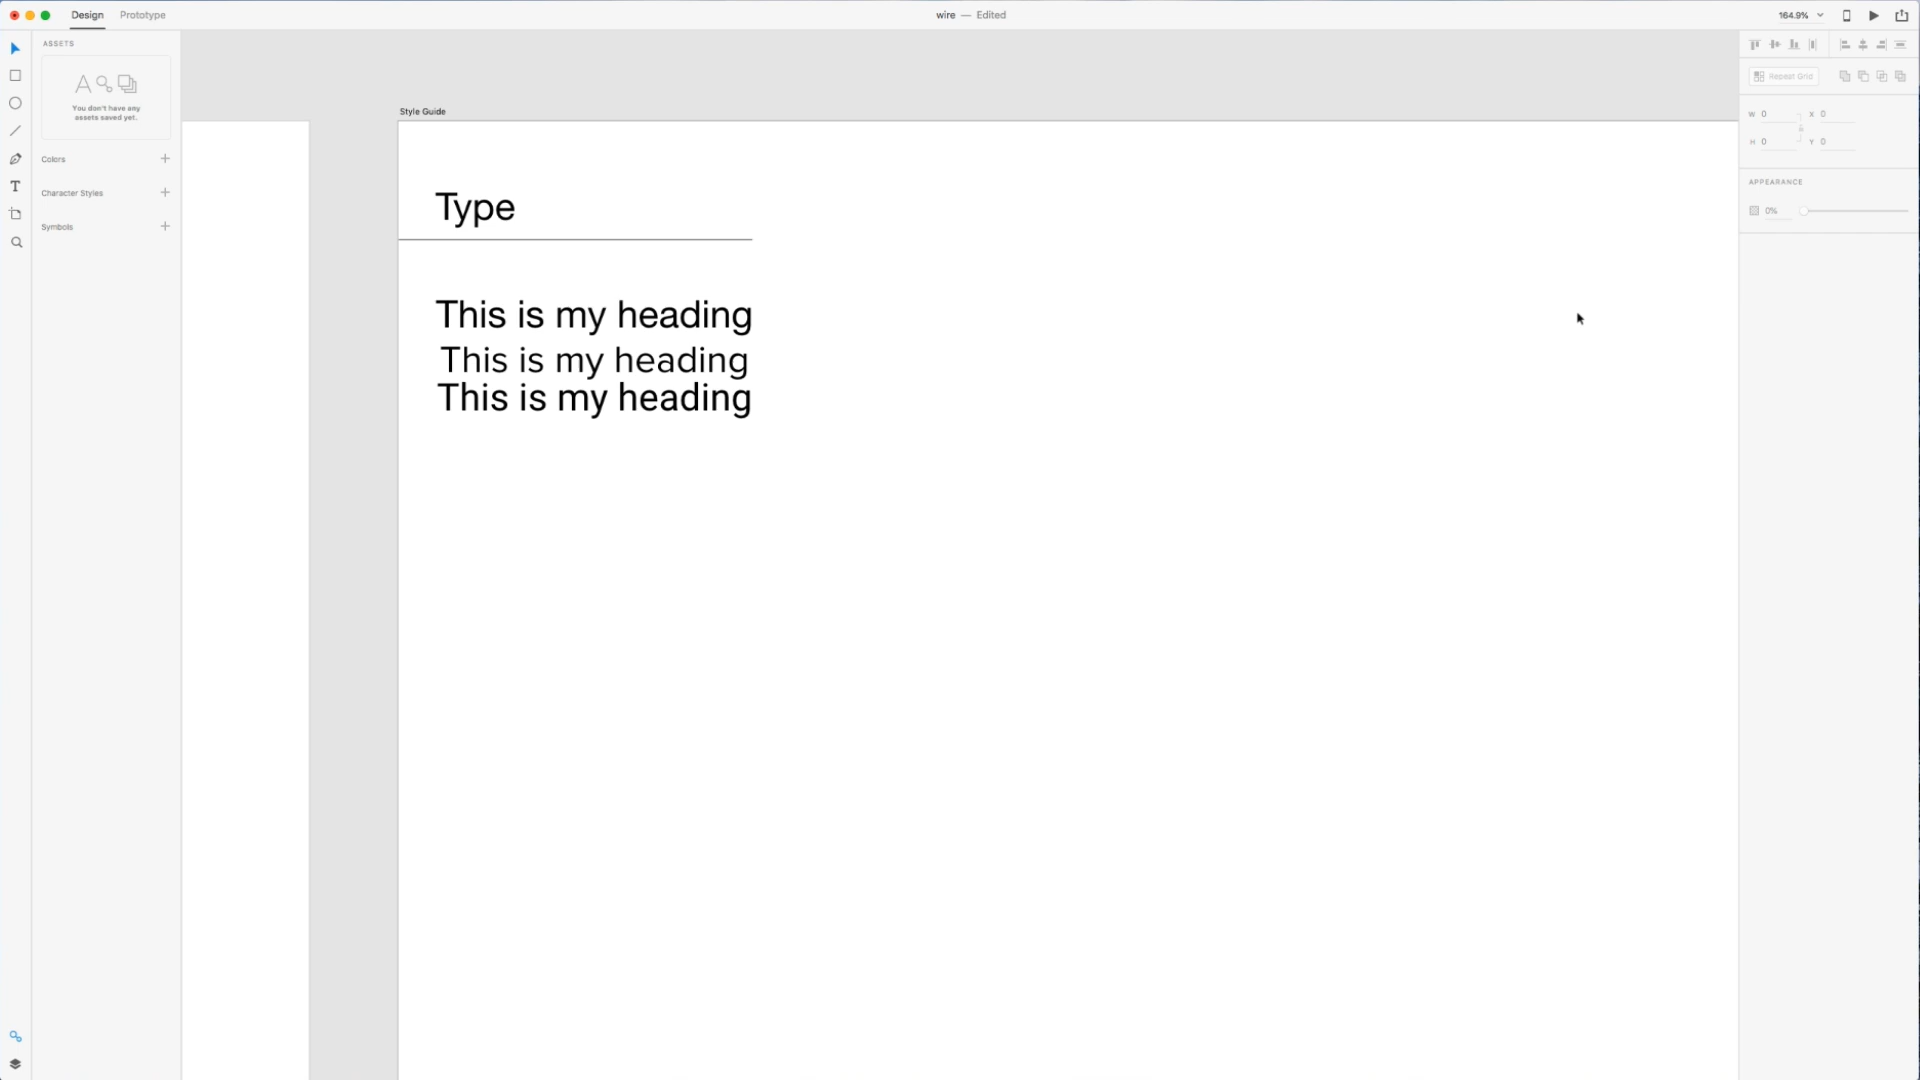 Design Prototype wire — Edited 164.9%
ASSETS
You don't have any
assets saved yet.
Colors
Character Styles
Symbols
Style Guide
Type
This is my heading
This is my heading
This is my heading
Repeat Grid
W 0 X 0
H 0 Y 0
APPEARANCE
0%
T